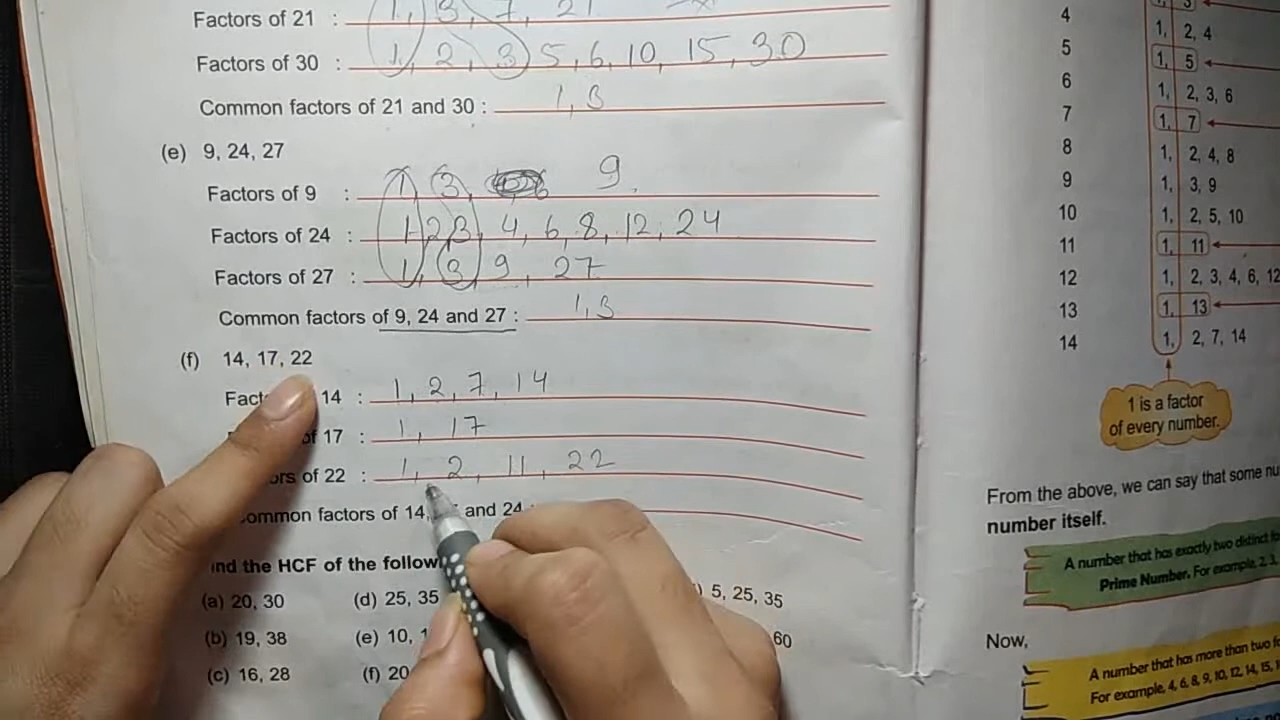 Factors of 21 : 1, 3, 7, 21
Factors of 30 : 1, 2, 3, 5, 6, 10, 15, 30
Common factors of 21 and 30 : 1, 3
(e) 9, 24, 27
Factors of 9 : 1, 3, 9
Factors of 24 : 1, 2, 3, 4, 6, 8, 12, 24
Factors of 27 : 1, 3, 9, 27
Common factors of 9, 24 and 27 : 1, 3
(f) 14, 17, 22
14 : 1, 2, 7, 14
of 17 : 1, 17
of 22 : 1, 2, 11, 22
ommon factors of 14, and 24
ind the HCF of the follow
(a) 20, 30 (d) 25, 35 5, 25, 35
(b) 19, 38 (e) 10, 60
(c) 16, 28 (f) 20
3
4 1, 2, 4
5 1, 5
6 1, 2, 3, 6
7 1, 7
8 1, 2, 4, 8
9 1, 3, 9
10 1, 2, 5, 10
11 1, 11
12 1, 2, 3, 4, 6, 12
13 1, 13
14 1, 2, 7, 14
1 is a factor
of every number.
From the above, we can say that some
number itself.
A number that has exactly two distinct
Prime Number. For example, 2, 3,
Now,
A number that has more than two
For example, 4, 6, 8, 9, 10, 12, 14, 15,